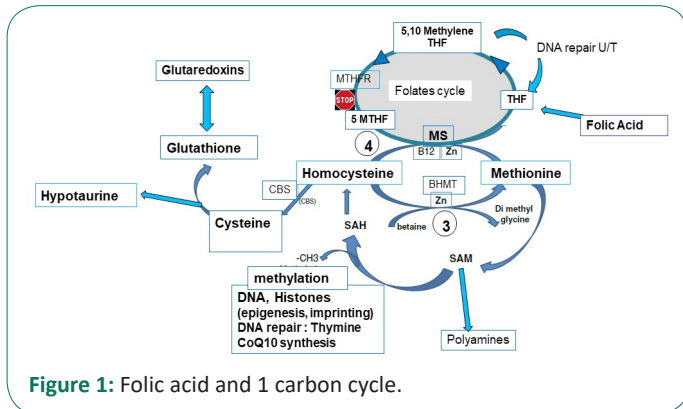 5,10 Methylene
THF
DNA repair U/T
Glutaredoxins
MTHFR
STOP
Folates cycle
THF
5 MTHF
Folic Acid
Glutathione
4
MS
B12 Zn
Homocysteine
Methionine
CBS
(CBS)
BHMT
Zn
Hypotaurine
Cysteine
betaine
3
Di methyl
glycine
SAH
SAM
-CH3
methylation
DNA, Histones
(epigenesis, imprinting)
DNA repair : Thymine
CoQ10 synthesis
Polyamines
Figure 1: Folic acid and 1 carbon cycle.